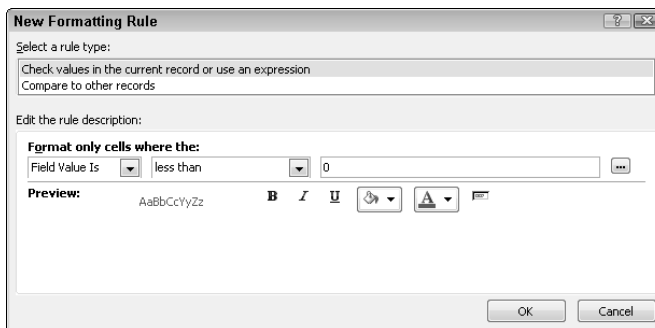 New Formatting Rule
Select a rule type:
Check values in the current record or use an expression
Compare to other records
Edit the rule description:
Format only cells where the:
Field Value Is less than 0 ...
Preview: AaBbCcYyZz B I U A
OK Cancel